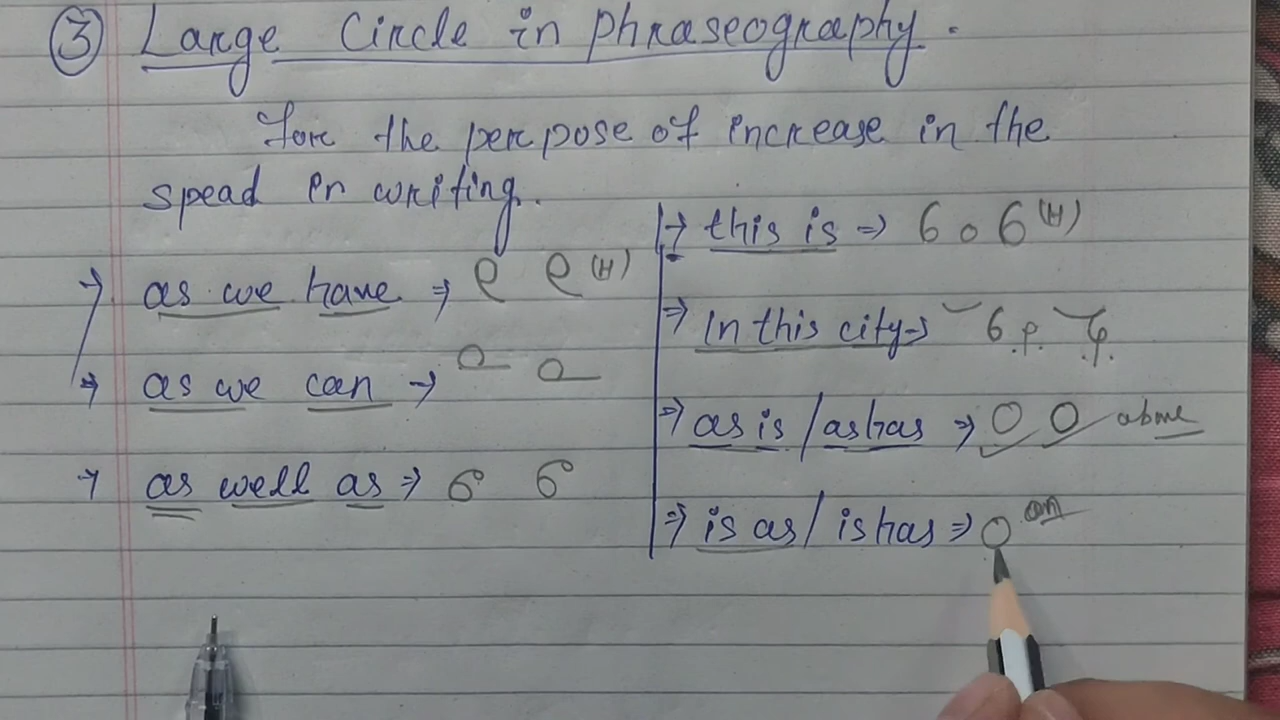 ③ Large Circle in phraseography.
for the perpose of increase in the
spead in writing.
→ as we have ⇒ (H)
→ as we can →
→ as well as ⇒
→ this is ⇒ (H)
⇒ In this city ⇒
⇒ as is / as has ⇒ above
⇒ is as / is has ⇒ on